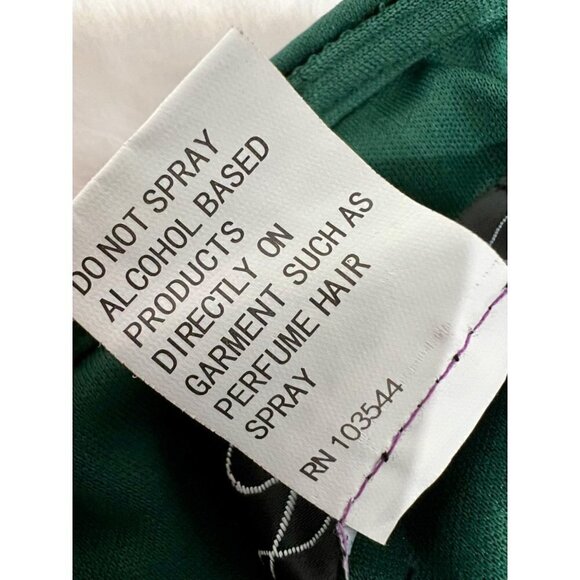 DO NOT SPRAY
ALCOHOL BASED
PRODUCTS
DIRECTLY ON
GARMENT SUCH AS
PERFUME HAIR
SPRAY
RN 103544